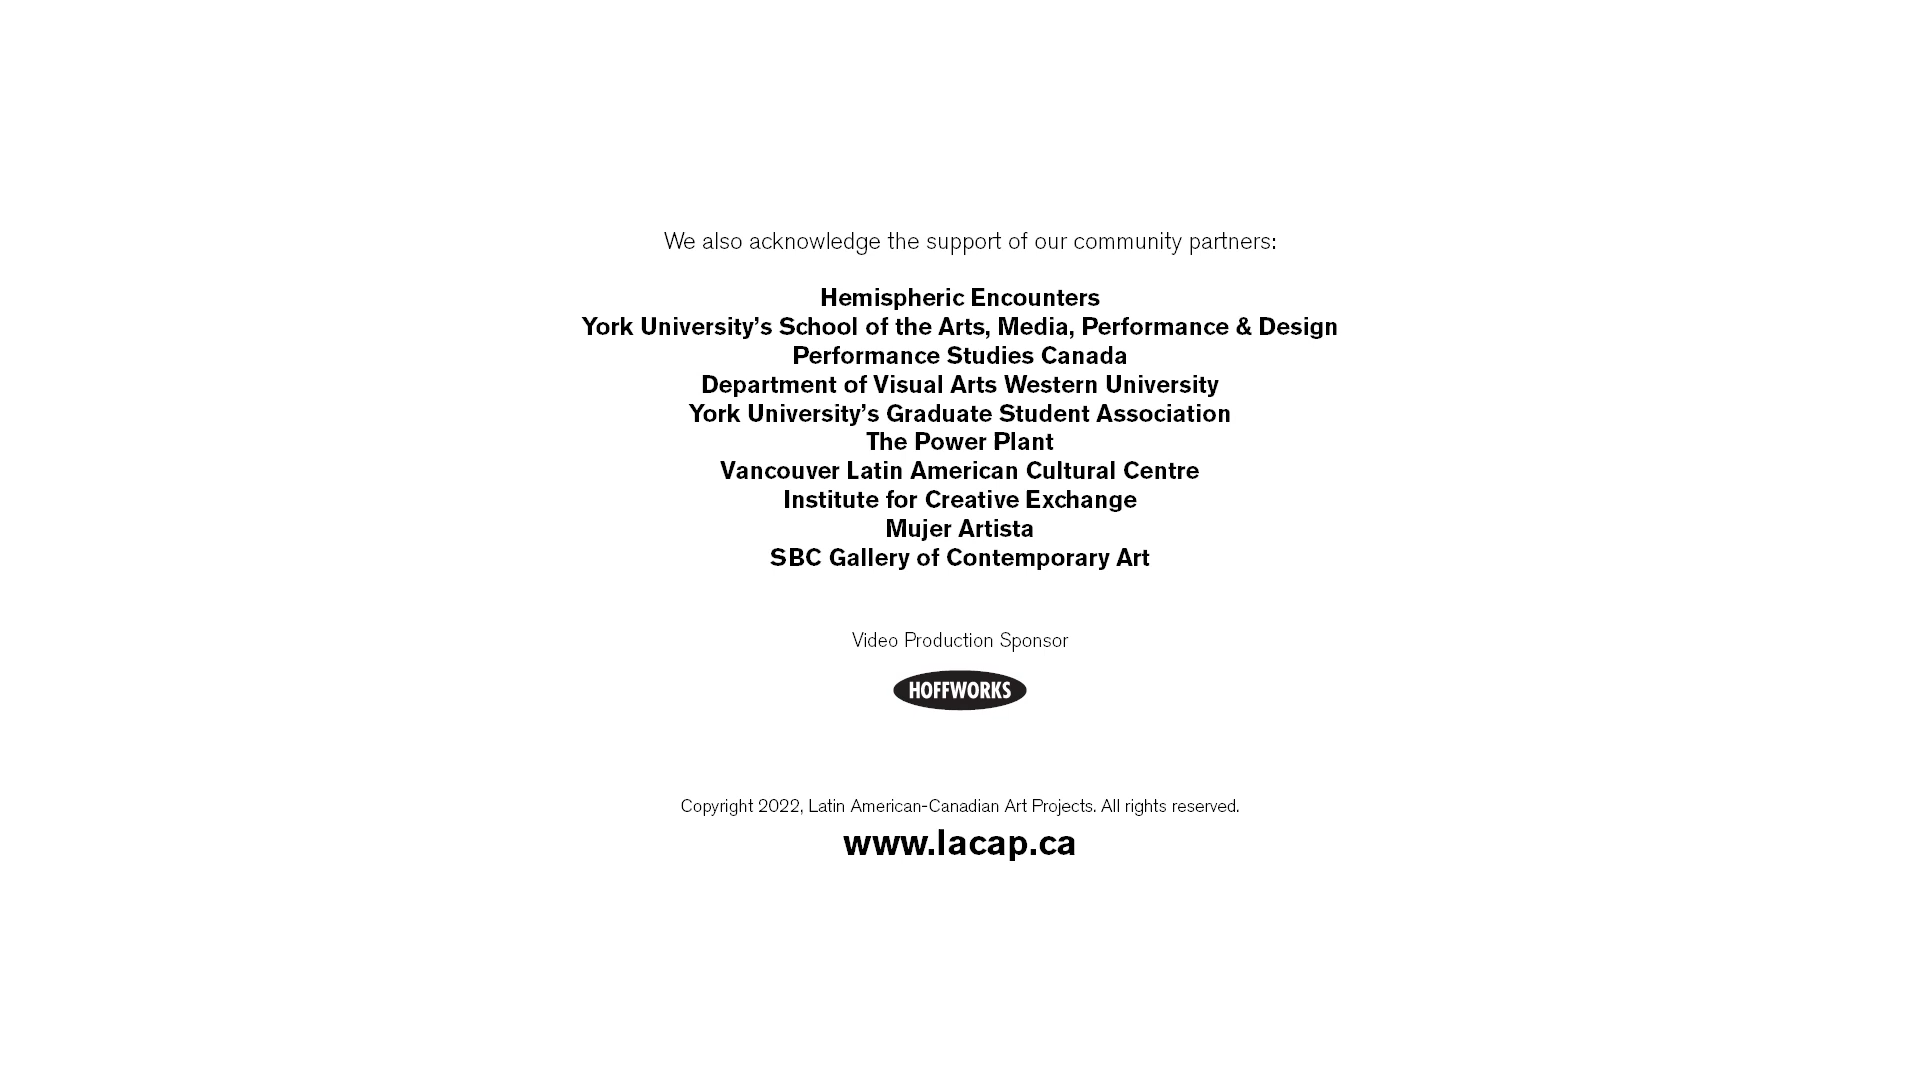 We also acknowledge the support of our community partners:
Hemispheric Encounters
York University’s School of the Arts, Media, Performance & Design
Performance Studies Canada
Department of Visual Arts Western University
York University’s Graduate Student Association
The Power Plant
Vancouver Latin American Cultural Centre
Institute for Creative Exchange
Mujer Artista
SBC Gallery of Contemporary Art
Video Production Sponsor
HOFFWORKS
Copyright 2022, Latin American-Canadian Art Projects. All rights reserved.
www.lacap.ca